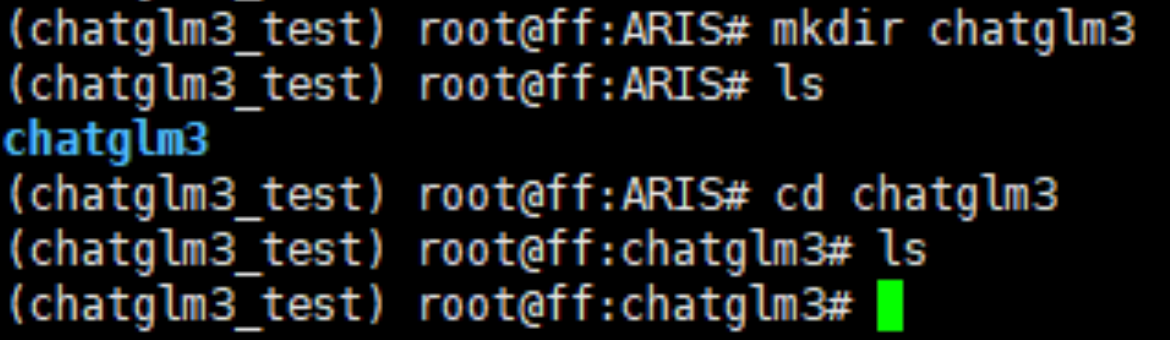 (chatglm3_test) root@ff:ARIS# mkdir chatglm3
(chatglm3_test) root@ff:ARIS# ls
chatglm3
(chatglm3_test) root@ff:ARIS# cd chatglm3
(chatglm3_test) root@ff:chatglm3# ls
(chatglm3_test) root@ff:chatglm3#